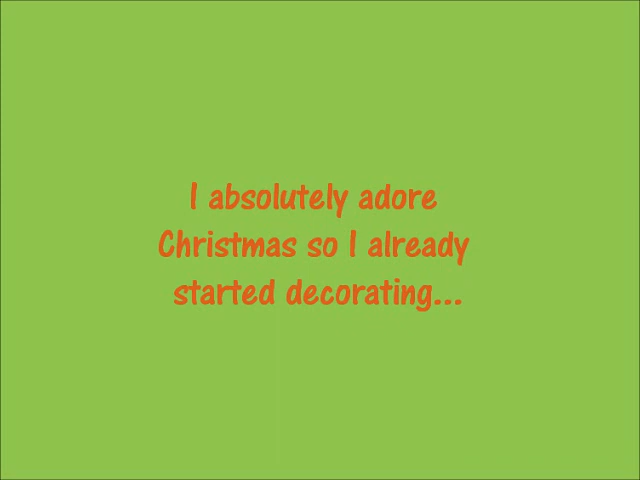 I absolutely adore
Christmas so I already
started decorating...